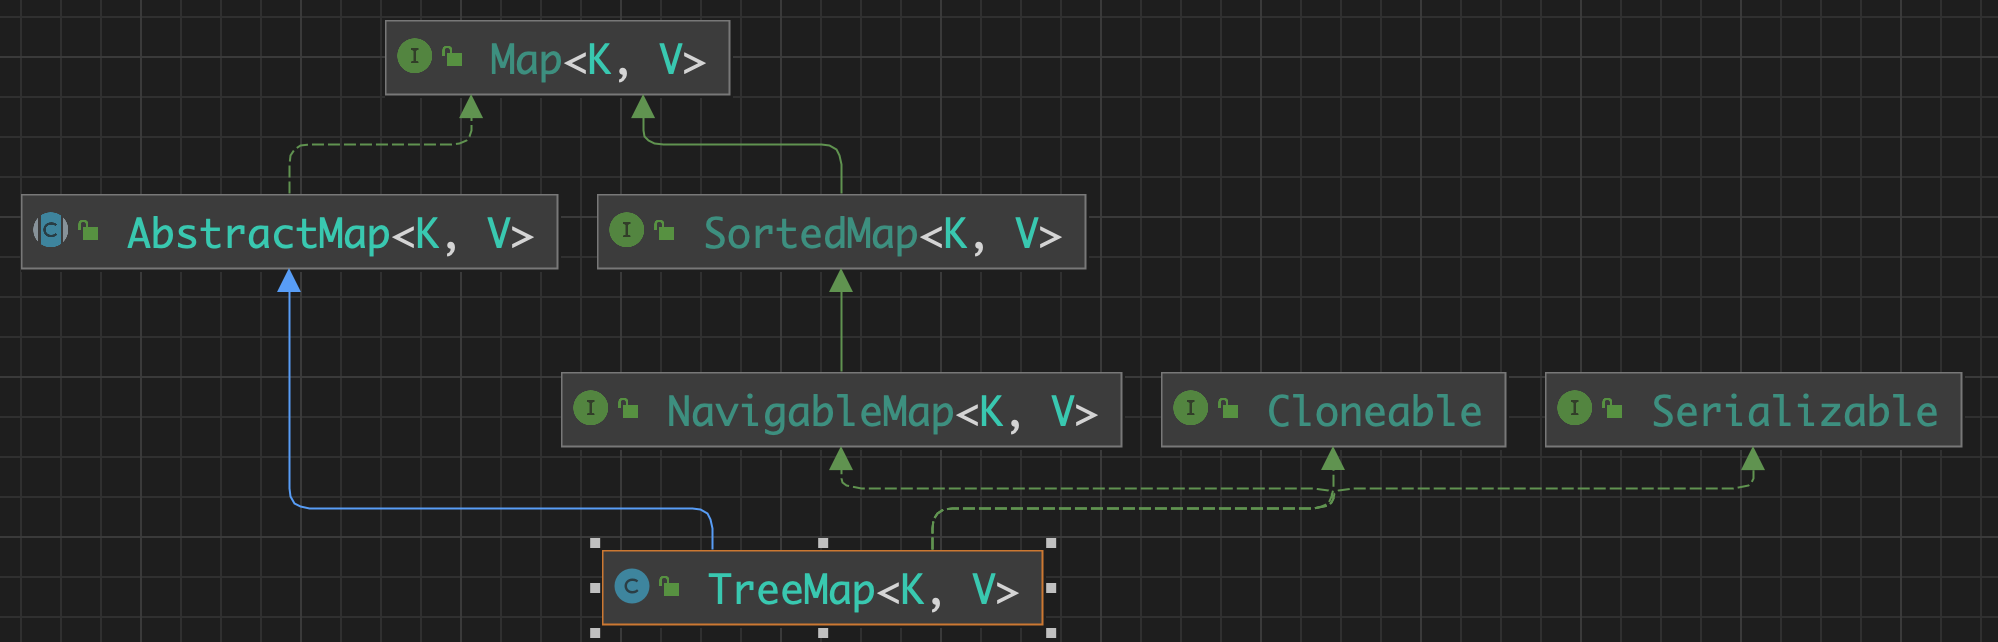 I Map<K, V>
C AbstractMap<K, V>
I SortedMap<K, V>
I NavigableMap<K, V>
I Cloneable
I Serializable
C TreeMap<K, V>